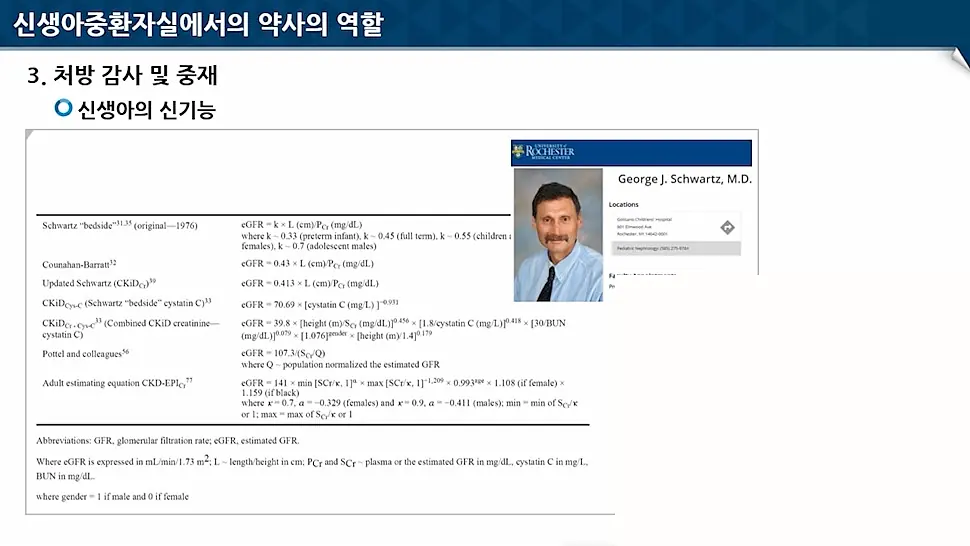 신생아중환자실에서의 약사의 역할
3. 처방 감사 및 중재
신생아의 신기능
UNIVERSITY of
ROCHESTER
MEDICAL CENTER
George J. Schwartz, M.D.
Locations
Golisano Children's Hospital
601 Elmwood Ave
Rochester, NY 14642
Pediatric Nephrology (585) 275-9784
Schwartz “bedside”31,35 (original—1976) eGFR = k × L (cm)/PCr (mg/dL)
where k ~ 0.33 (preterm infant), k ~ 0.45 (full term), k ~ 0.55 (children
females), k ~ 0.7 (adolescent males)
Counahan-Barratt32 eGFR = 0.43 × L (cm)/PCr (mg/dL)
Updated Schwartz (CKiDCr)39 eGFR = 0.413 × L (cm)/PCr (mg/dL)
CKiDCys-C (Schwartz “bedside” cystatin C)33 eGFR = 70.69 × [cystatin C (mg/L) ]−0.931
CKiDCr, Cys-C33 (Combined CKiD creatinine— eGFR = 39.8 × [height (m)/SCr (mg/dL)]0.456 × [1.8/cystatin C (mg/L)]0.418 × [30/BUN
cystatin C) (mg/dL)]0.079 × [1.076]gender × [height (m)/1.4]0.179
Pottel and colleagues56 eGFR = 107.3/(SCr/Q)
where Q ~ population normalized the estimated GFR
Adult estimating equation CKD-EPICr77 eGFR = 141 × min [SCr/κ, 1]α × max [SCr/κ, 1]−1,209 × 0.993age × 1.108 (if female) ×
1.159 (if black)
where κ = 0.7, α = −0.329 (females) and κ = 0.9, α = −0.411 (males); min = min of SCr/κ
or 1; max = max of SCr/κ or 1
Abbreviations: GFR, glomerular filtration rate; eGFR, estimated GFR.
Where eGFR is expressed in mL/min/1.73 m2; L ~ length/height in cm; PCr and SCr ~ plasma or the estimated GFR in mg/dL, cystatin C in mg/L,
BUN in mg/dL.
where gender = 1 if male and 0 if female